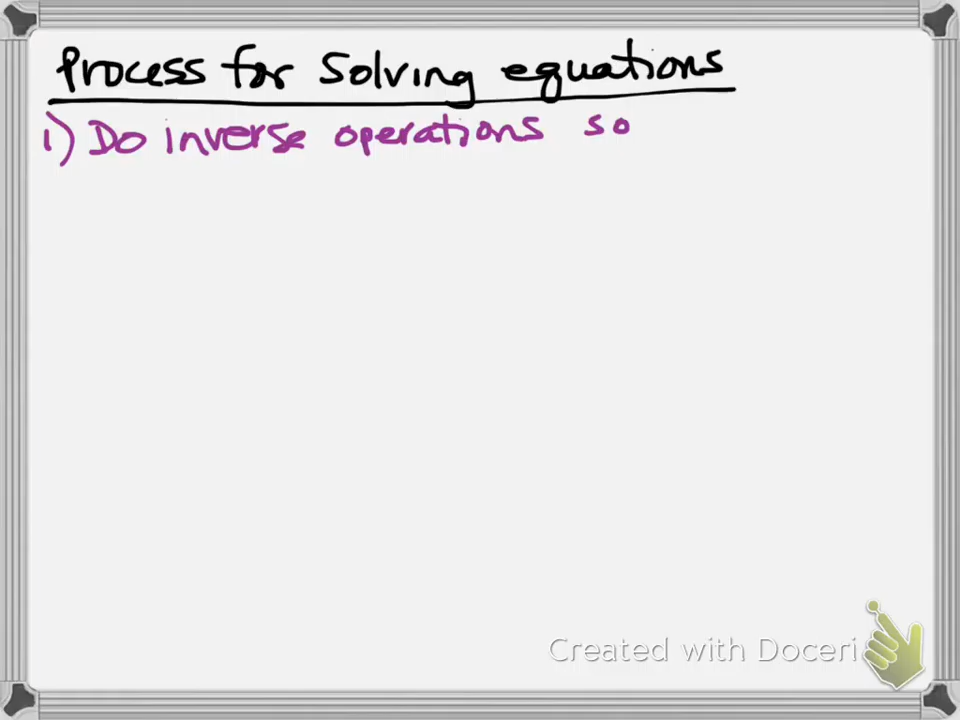 Process for Solving equations
1) Do inverse operations so
Created with Doceri